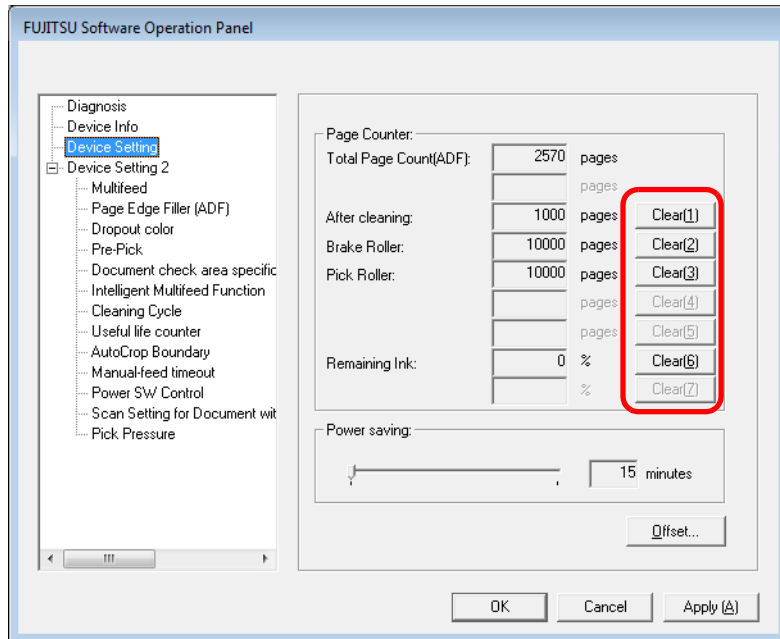 FUJITSU Software Operation Panel
Diagnosis
Device Info
Device Setting
Device Setting 2
Multifeed
Page Edge Filler (ADF)
Dropout color
Pre-Pick
Document check area specific
Intelligent Multifeed Function
Cleaning Cycle
Useful life counter
AutoCrop Boundary
Manual-feed timeout
Power SW Control
Scan Setting for Document wit
Pick Pressure
Page Counter:
Total Page Count(ADF): 2570 pages
pages
After cleaning: 1000 pages Clear(1)
Brake Roller: 10000 pages Clear(2)
Pick Roller: 10000 pages Clear(3)
pages Clear(4)
pages Clear(5)
Remaining Ink: 0 % Clear(6)
% Clear(7)
Power saving:
15 minutes
Offset...
OK Cancel Apply (A)